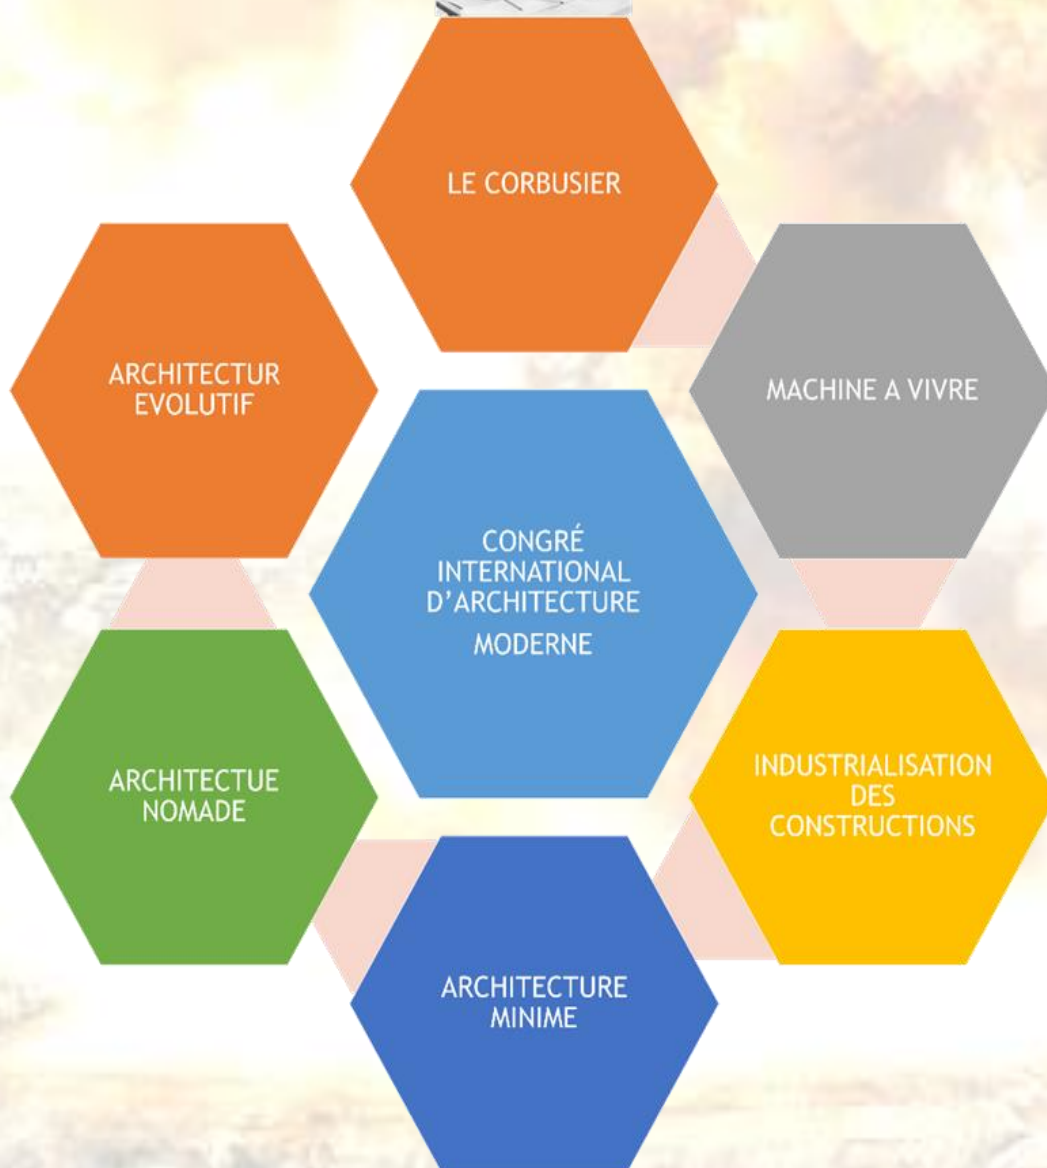 LE CORBUSIER
MACHINE A VIVRE
INDUSTRIALISATION
DES
CONSTRUCTIONS
ARCHITECTURE
MINIME
ARCHITECTUE
NOMADE
ARCHITECTUR
EVOLUTIF
CONGRÉ
INTERNATIONAL
D’ARCHITECTURE
MODERNE